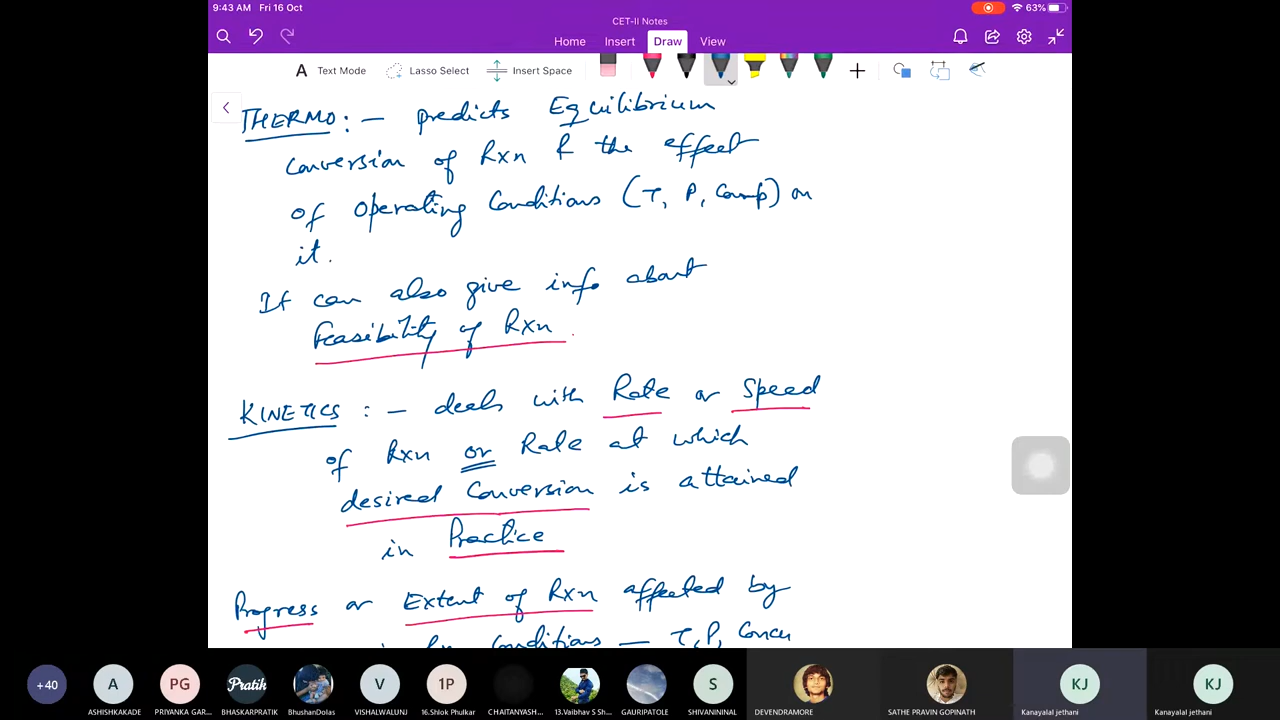 9:43 AM Fri 16 Oct
63%
CET-II Notes
Home Insert Draw View
Text Mode Lasso Select Insert Space
THERMO :- predicts Equilibrium
Conversion of Rxn & the effect
of Operating Conditions (T, P, Comp) on
it.
It can also give info about
Feasibility of Rxn.
KINETICS :- deals with Rate or Speed
of Rxn or Rate at which
desired Conversion is attained
in Practice
Progress or Extent of Rxn affected by
Conditions - T, P, Concn
+40 A PG Pratik V 1P S KJ KJ
ASHISHKAKADE PRIYANKA GAR... BHASKARPRATIK BhushanDolas VISHALWALUNJ 16.Shlok Phulkar CHAITANYASH... 13.Vaibhav S Sh... GAURIPATOLE SHIVANINNAL DEVENDRAMORE SATHE PRAVIN GOPINATH Kanayalal jethani Kanayalal jethani